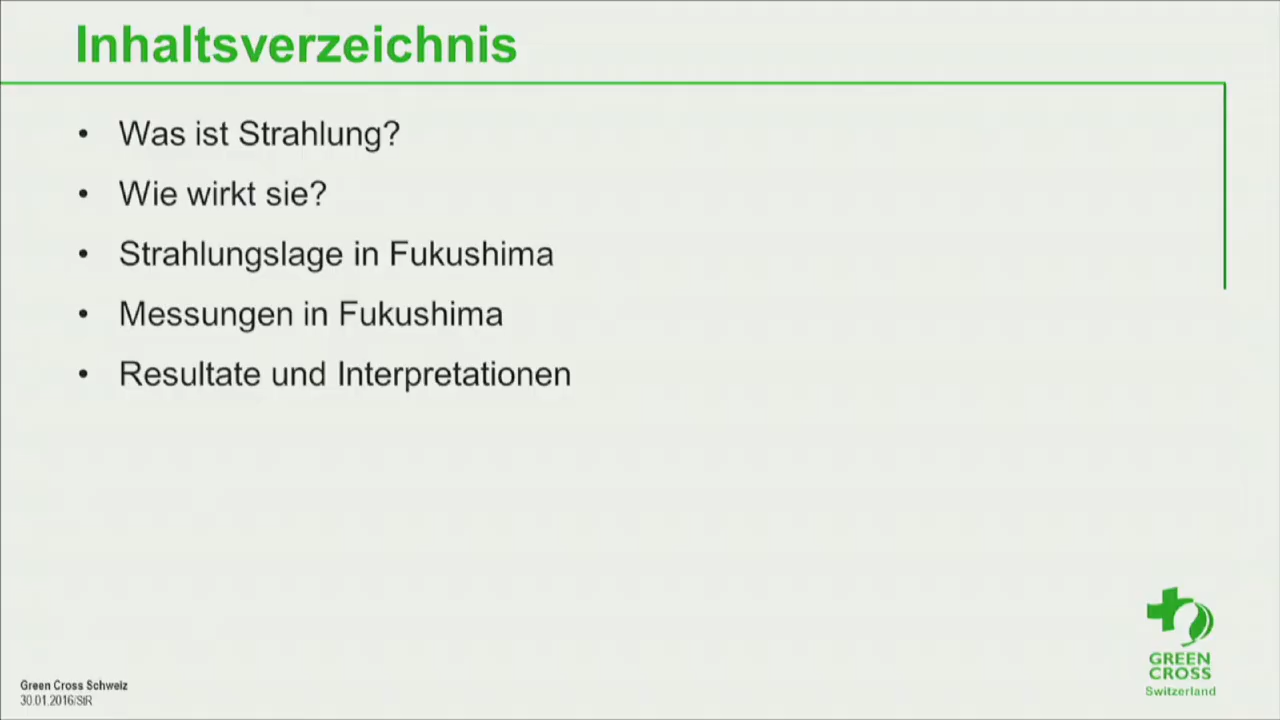 Inhaltsverzeichnis
• Was ist Strahlung?
• Wie wirkt sie?
• Strahlungslage in Fukushima
• Messungen in Fukushima
• Resultate und Interpretationen
GREEN
CROSS
Switzerland
Green Cross Schweiz
30.01.2016/StR